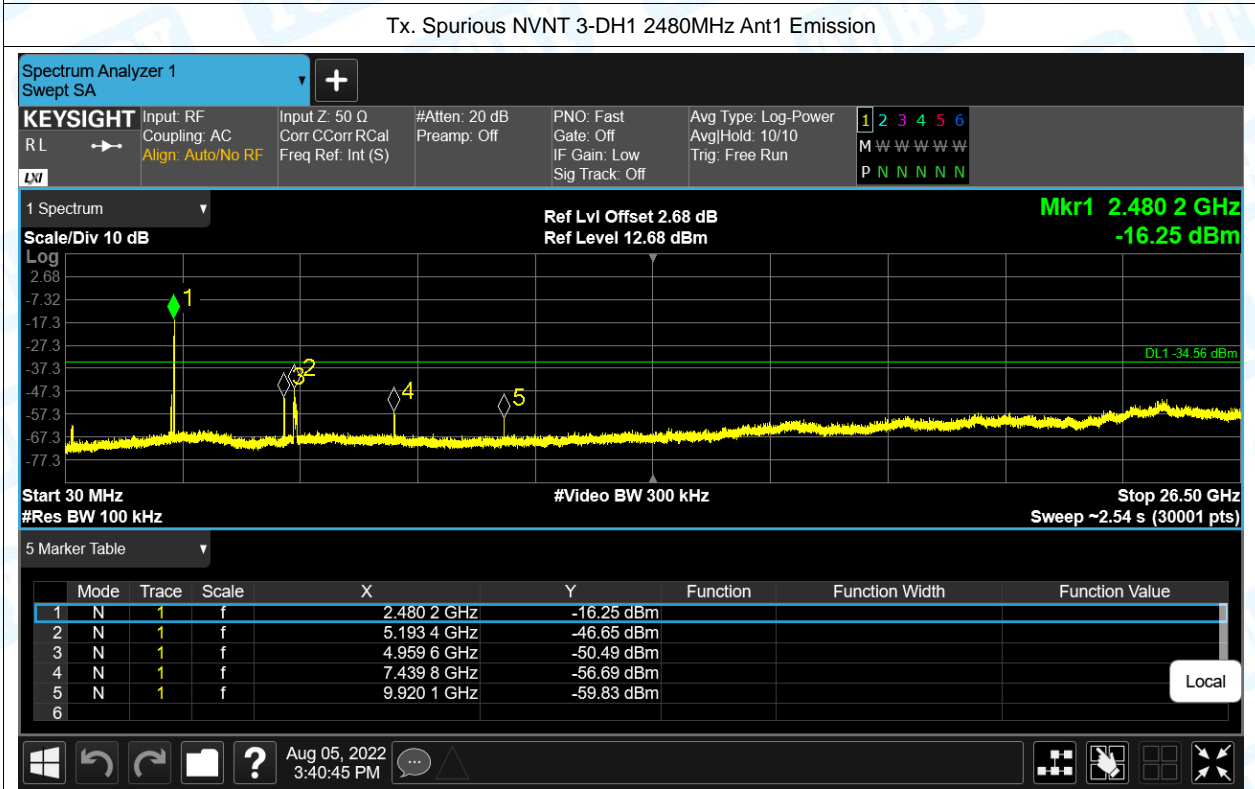 Tx. Spurious NVNT 3-DH1 2480MHz Ant1 Emission
Spectrum Analyzer 1
Swept SA
KEYSIGHT Input: RF Input Z: 50 Ω #Atten: 20 dB PNO: Fast Avg Type: Log-Power 1 2 3 4 5 6
RL Coupling: AC Corr CCorr RCal Preamp: Off Gate: Off Avg|Hold: 10/10 M W W W W W
Align: Auto/No RF Freq Ref: Int (S) IF Gain: Low Trig: Free Run
LXI Sig Track: Off P N N N N N
1 Spectrum Ref Lvl Offset 2.68 dB Mkr1 2.480 2 GHz
Scale/Div 10 dB Ref Level 12.68 dBm -16.25 dBm
Log
2.68
-7.32
1
-17.3
-27.3
DL1 -34.56 dBm
-37.3
2
3
-47.3
4
5
-57.3
-67.3
-77.3
Start 30 MHz #Video BW 300 kHz Stop 26.50 GHz
#Res BW 100 kHz Sweep ~2.54 s (30001 pts)
5 Marker Table
Mode Trace Scale X Y Function Function Width Function Value
1 N 1 f 2.480 2 GHz -16.25 dBm
2 N 1 f 5.193 4 GHz -46.65 dBm
3 N 1 f 4.959 6 GHz -50.49 dBm
4 N 1 f 7.439 8 GHz -56.69 dBm
5 N 1 f 9.920 1 GHz -59.83 dBm
6
Local
? Aug 05, 2022
3:40:45 PM